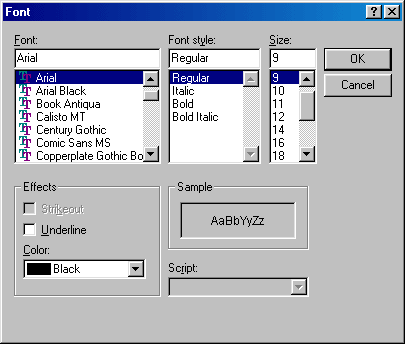 Font
Font: Font style: Size:
Arial Regular 9 OK
Arial Regular 9 Cancel
Arial Black Italic 10
Book Antiqua Bold 11
Calisto MT Bold Italic 12
Century Gothic 14
Comic Sans MS 16
Copperplate Gothic Bo 18
Effects Sample
Strikeout AaBbYyZz
Underline
Color:
Black Script: